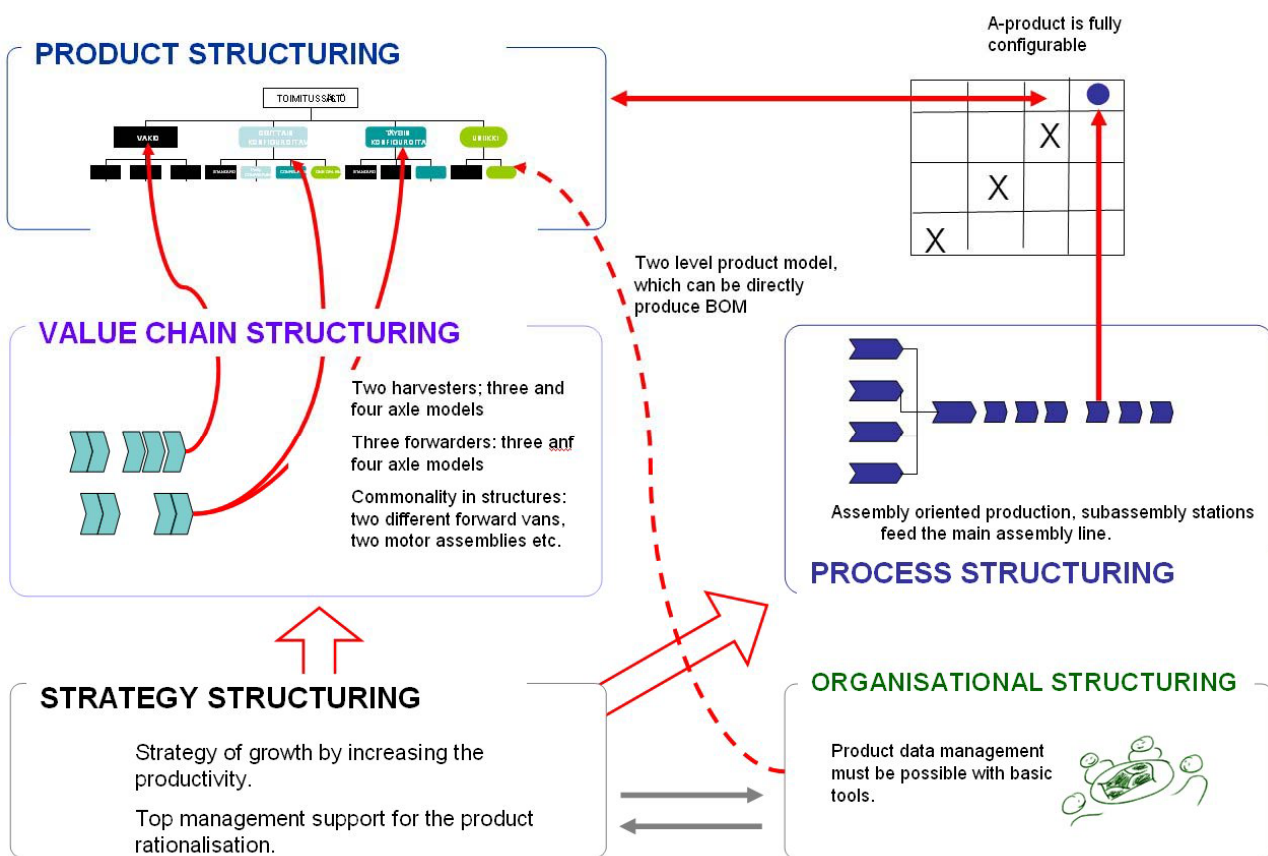 A-product is fully
configurable
PRODUCT STRUCTURING
VAKIO
OSITTAIN
TÄYSIN
UNIIKKI
STANDARD
STANDARD
X
X
X
Two level product model,
which can be directly
produce BOM
VALUE CHAIN STRUCTURING
Two harvesters; three and
four axle models
Three forwarders: three anf
four axle models
Commonality in structures:
two different forward vans,
two motor assemblies etc.
Assembly oriented production, subassembly stations
feed the main assembly line.
PROCESS STRUCTURING
STRATEGY STRUCTURING
Strategy of growth by increasing the
productivity.
Top management support for the product
rationalisation.
ORGANISATIONAL STRUCTURING
Product data management
must be possible with basic
tools.